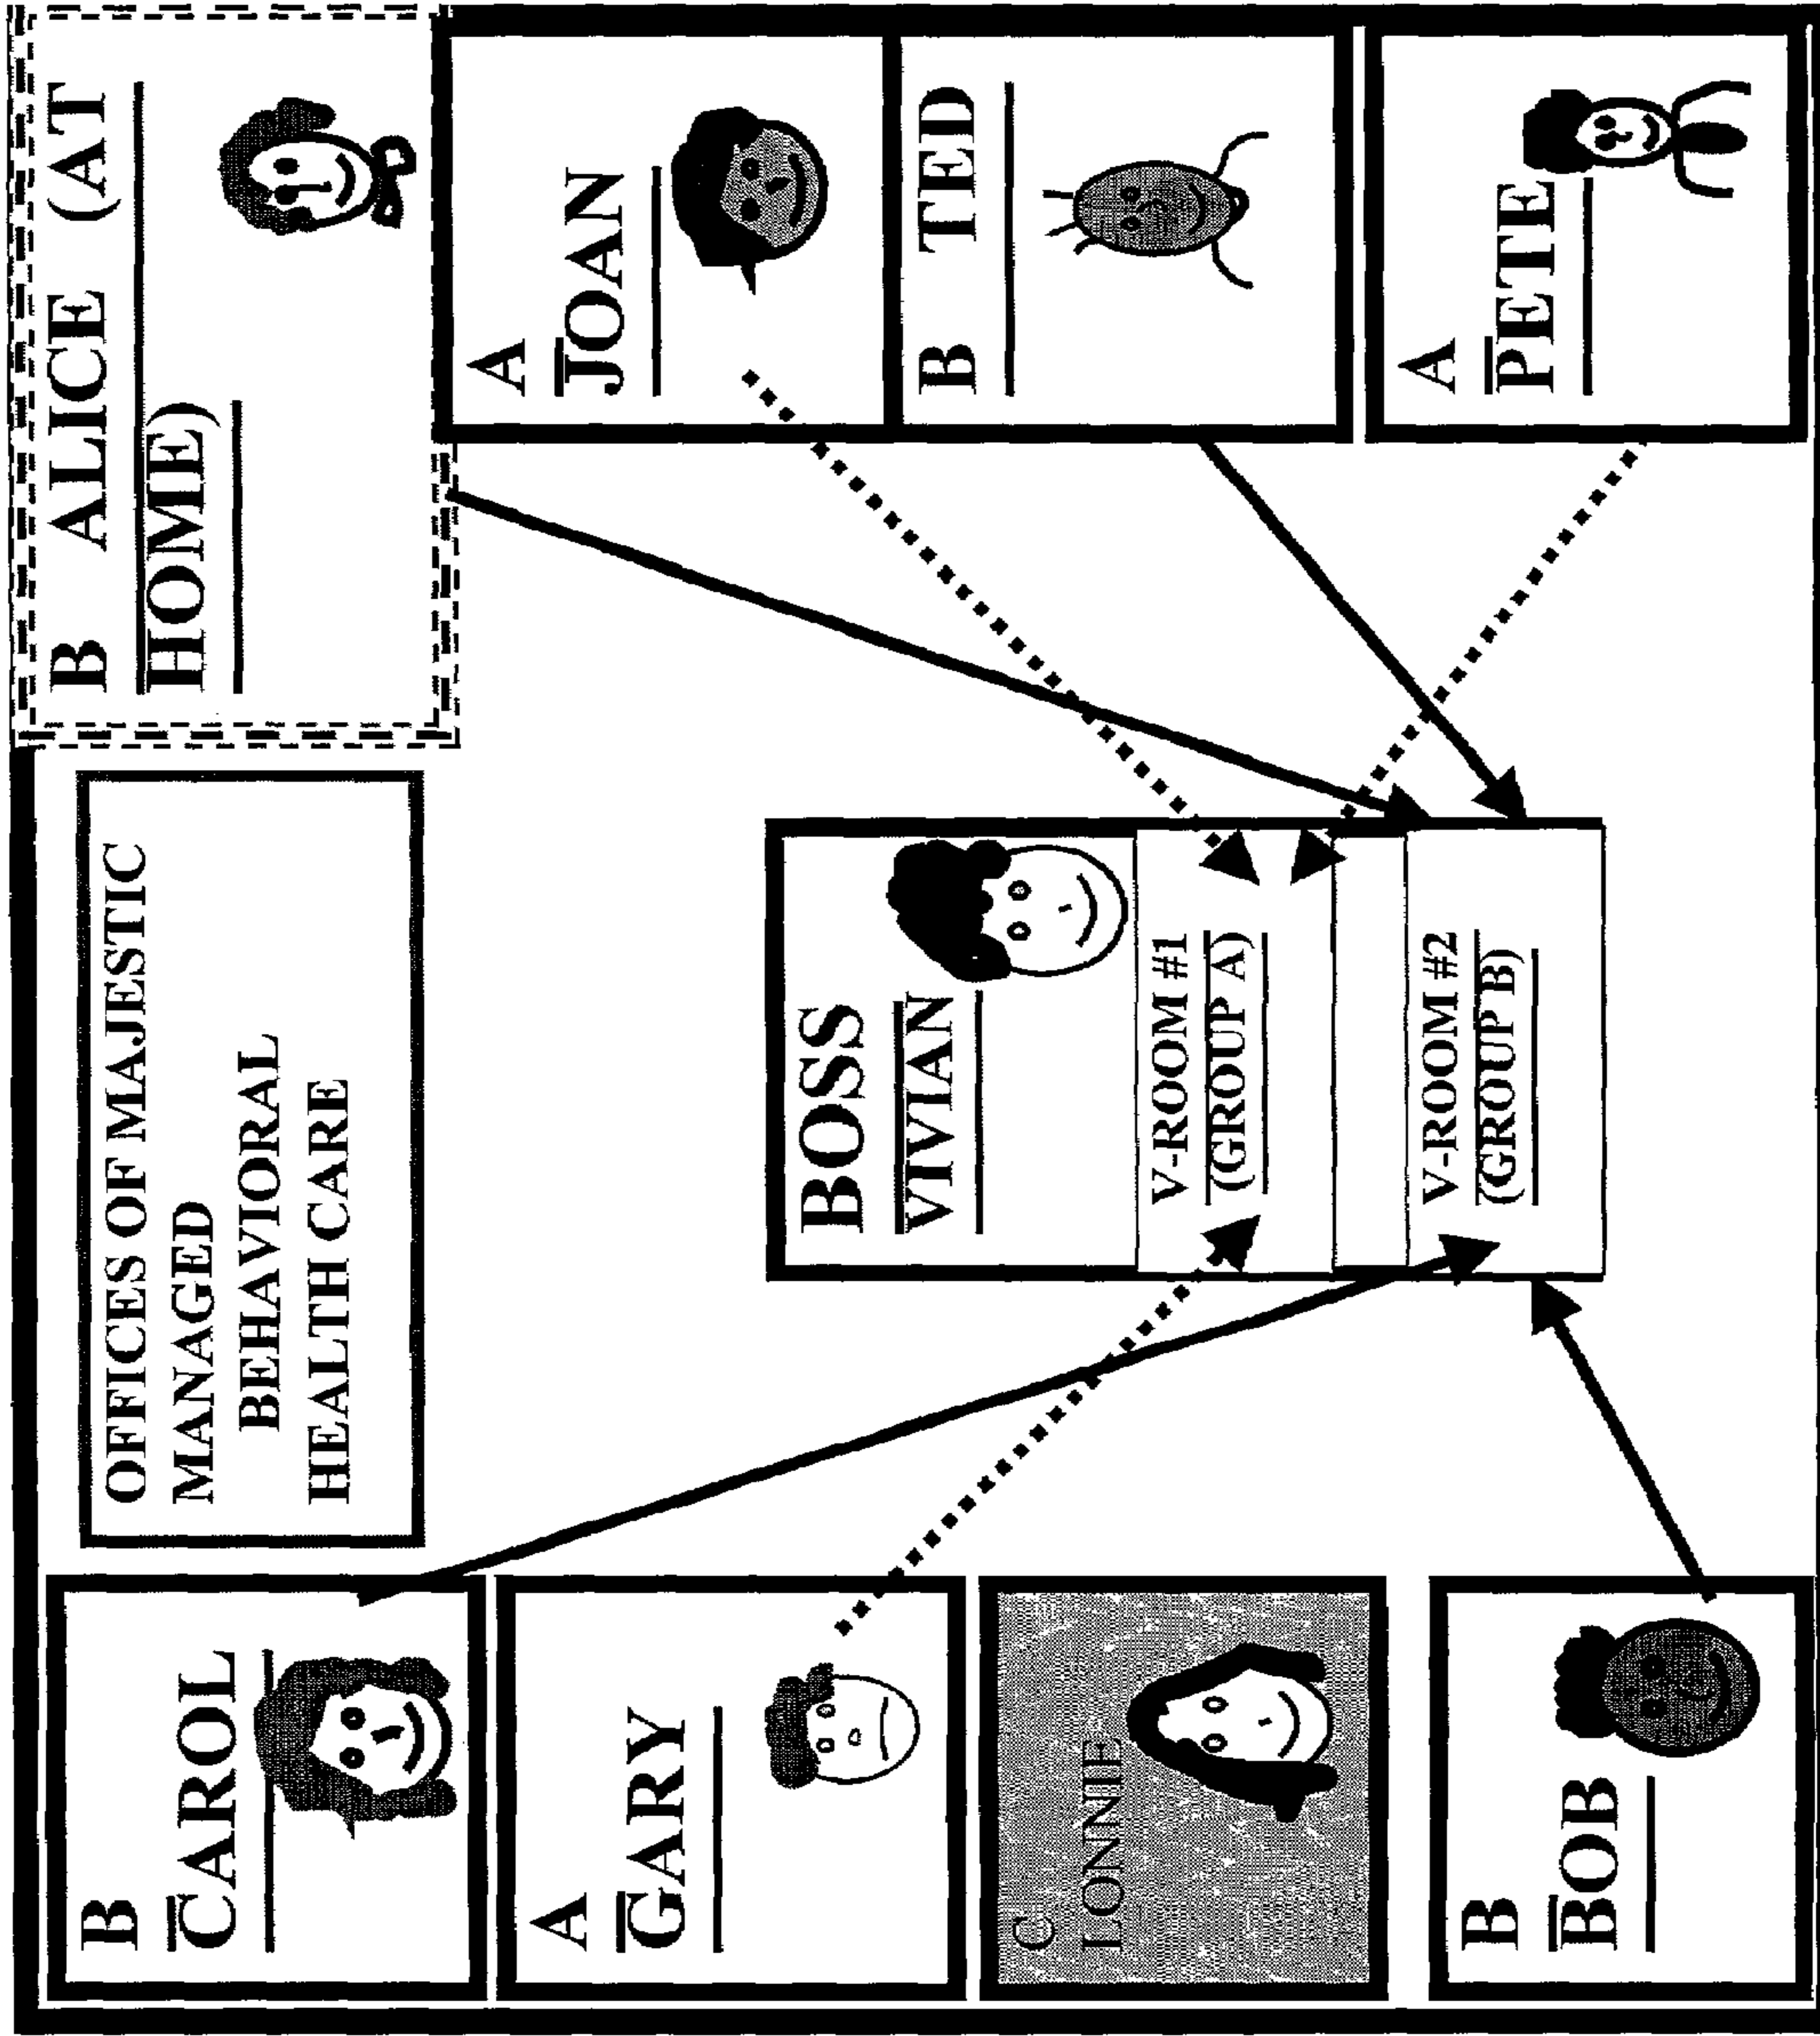 B
CAROL
OFFICES OF MAJESTIC
MANAGED
BEHAVIORAL
HEALTH CARE
B ALICE (AT
HOME)
A
GARY
A
JOAN
BOSS
VIVIAN
C
LONNIE
B TED
V-ROOM #1
(GROUP A)
V-ROOM #2
(GROUP B)
B
BOB
A
PETE